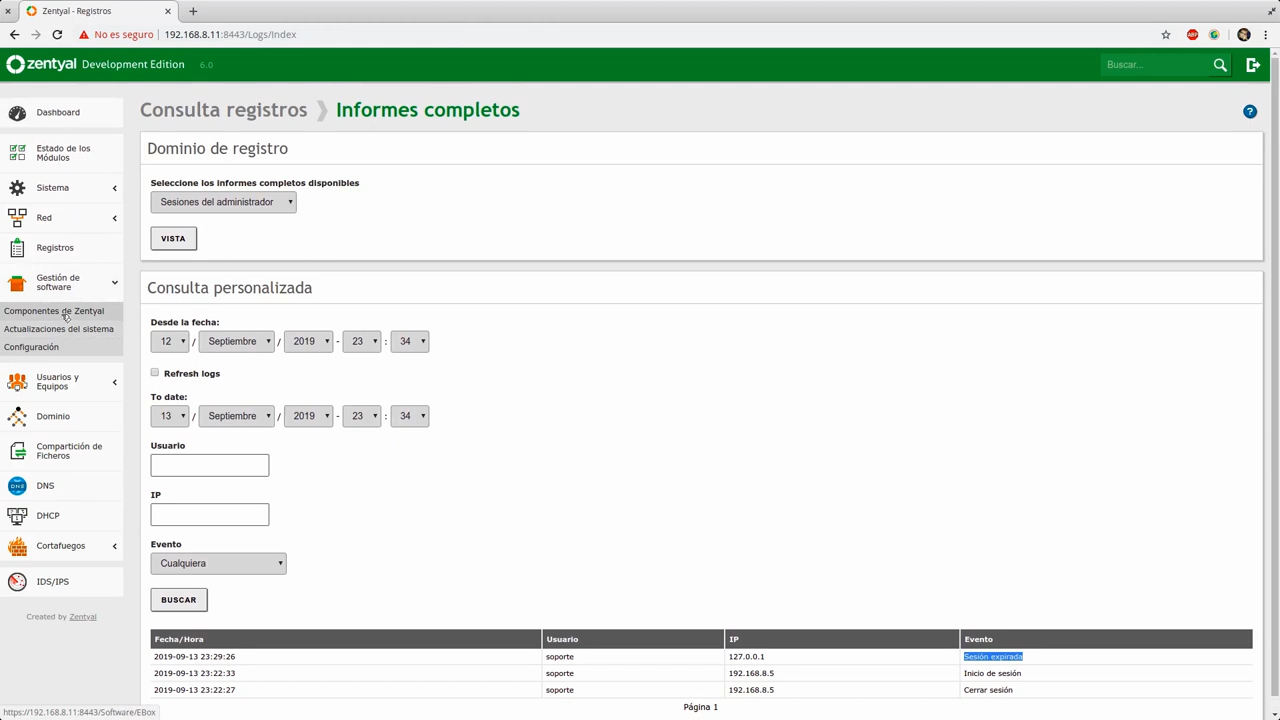 Zentyal - Registros
No es seguro
192.168.8.11:8443/Logs/Index
ABP
zentyal Development Edition 6.0
Buscar...
Dashboard
Estado de los
Módulos
Sistema
Red
Registros
Gestión de
software
Componentes de Zentyal
Actualizaciones del sistema
Configuración
Usuarios y
Equipos
Dominio
Compartición de
Ficheros
DNS
DHCP
Cortafuegos
IDS/IPS
Created by Zentyal
Consulta registros Informes completos
?
Dominio de registro
Seleccione los informes completos disponibles
Sesiones del administrador
VISTA
Consulta personalizada
Desde la fecha:
12 / Septiembre / 2019 - 23 : 34
Refresh logs
To date:
13 / Septiembre / 2019 - 23 : 34
Usuario
IP
Evento
Cualquiera
BUSCAR
Fecha/Hora Usuario IP Evento
2019-09-13 23:29:26 soporte 127.0.0.1 Sesión expirada
2019-09-13 23:22:33 soporte 192.168.8.5 Inicio de sesión
2019-09-13 23:22:27 soporte 192.168.8.5 Cerrar sesión
Página 1
https://192.168.8.11:8443/Software/EBox